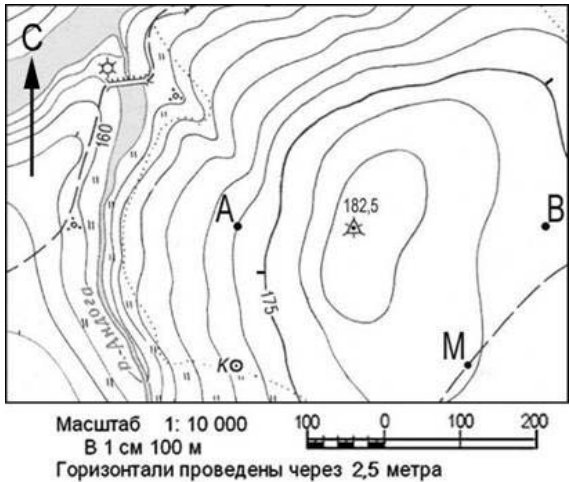 С
160
А
182,5
В
р. Андога
175
К
М
Масштаб 1: 10 000
В 1 см 100 м
100 0 100 200
Горизонтали проведены через 2,5 метра